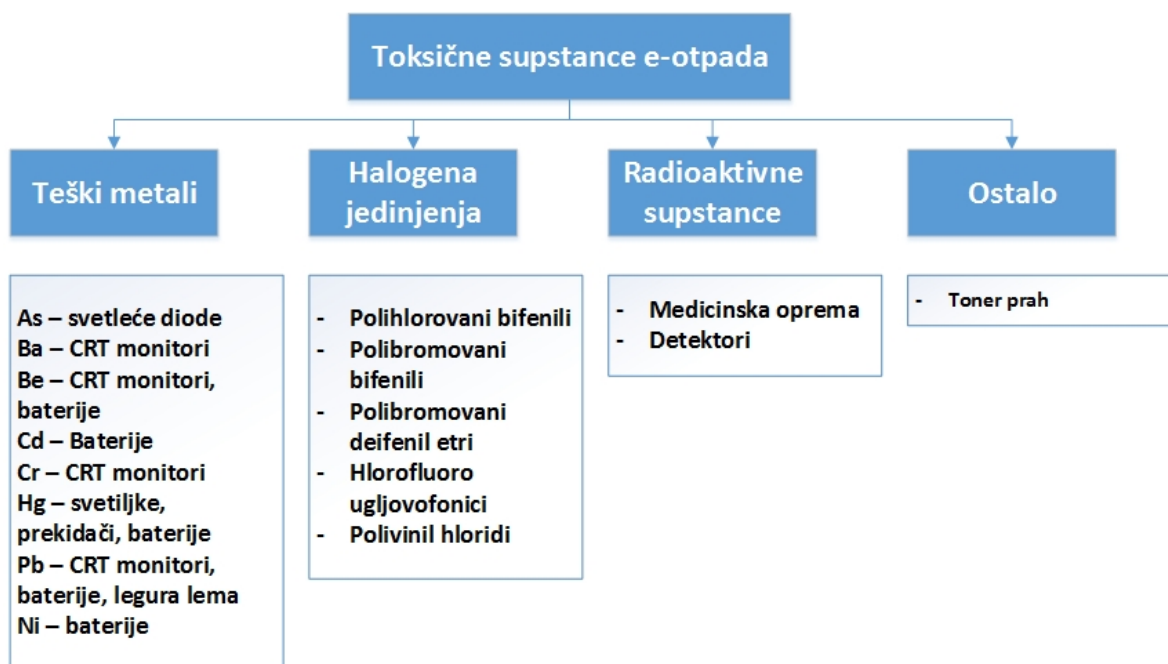 Toksične supstance e-otpada
Teški metali
Halogena
jedinjenja
Radioaktivne
supstance
Ostalo
As – svetleće diode
Ba – CRT monitori
Be – CRT monitori,
baterije
Cd – Baterije
Cr – CRT monitori
Hg – svetiljke,
prekidači, baterije
Pb – CRT monitori,
baterije, legura lema
Ni – baterije
- Polihlorovani bifenili
- Polibromovani
bifenili
- Polibromovani
deifenil etri
- Hlorofluoro
ugljovofonici
- Polivinil hloridi
- Medicinska oprema
- Detektori
- Toner prah